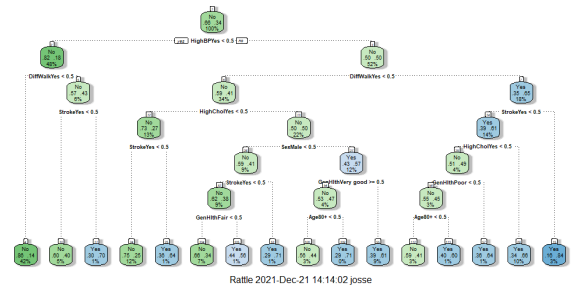 No
.66 .34
100%
yes HighBPYes < 0.5 no
No
.82 .18
48%
No
.50 .50
52%
DiffWalkYes < 0.5
DiffWalkYes < 0.5
No
.57 .43
6%
No
.59 .41
34%
Yes
.35 .65
18%
StrokeYes < 0.5
HighCholYes < 0.5
StrokeYes < 0.5
No
.73 .27
13%
No
.50 .50
22%
Yes
.39 .61
14%
StrokeYes < 0.5
SexMale < 0.5
HighCholYes < 0.5
No
.59 .41
9%
Yes
.43 .57
12%
No
.51 .49
4%
StrokeYes < 0.5
GenHlthVery good >= 0.5
GenHlthPoor < 0.5
No
.62 .38
9%
No
.53 .47
4%
No
.55 .45
3%
GenHlthFair < 0.5
Age80+ < 0.5
Age80+ < 0.5
No
.86 .14
42%
No
.60 .40
5%
Yes
.30 .70
1%
No
.75 .25
12%
Yes
.36 .64
1%
No
.66 .34
7%
Yes
.44 .56
1%
Yes
.29 .71
1%
No
.56 .44
3%
Yes
.29 .71
0%
Yes
.39 .61
9%
No
.59 .41
3%
Yes
.40 .60
1%
Yes
.36 .64
1%
Yes
.34 .66
10%
Yes
.16 .84
3%
Rattle 2021-Dec-21 14:14:02 josse